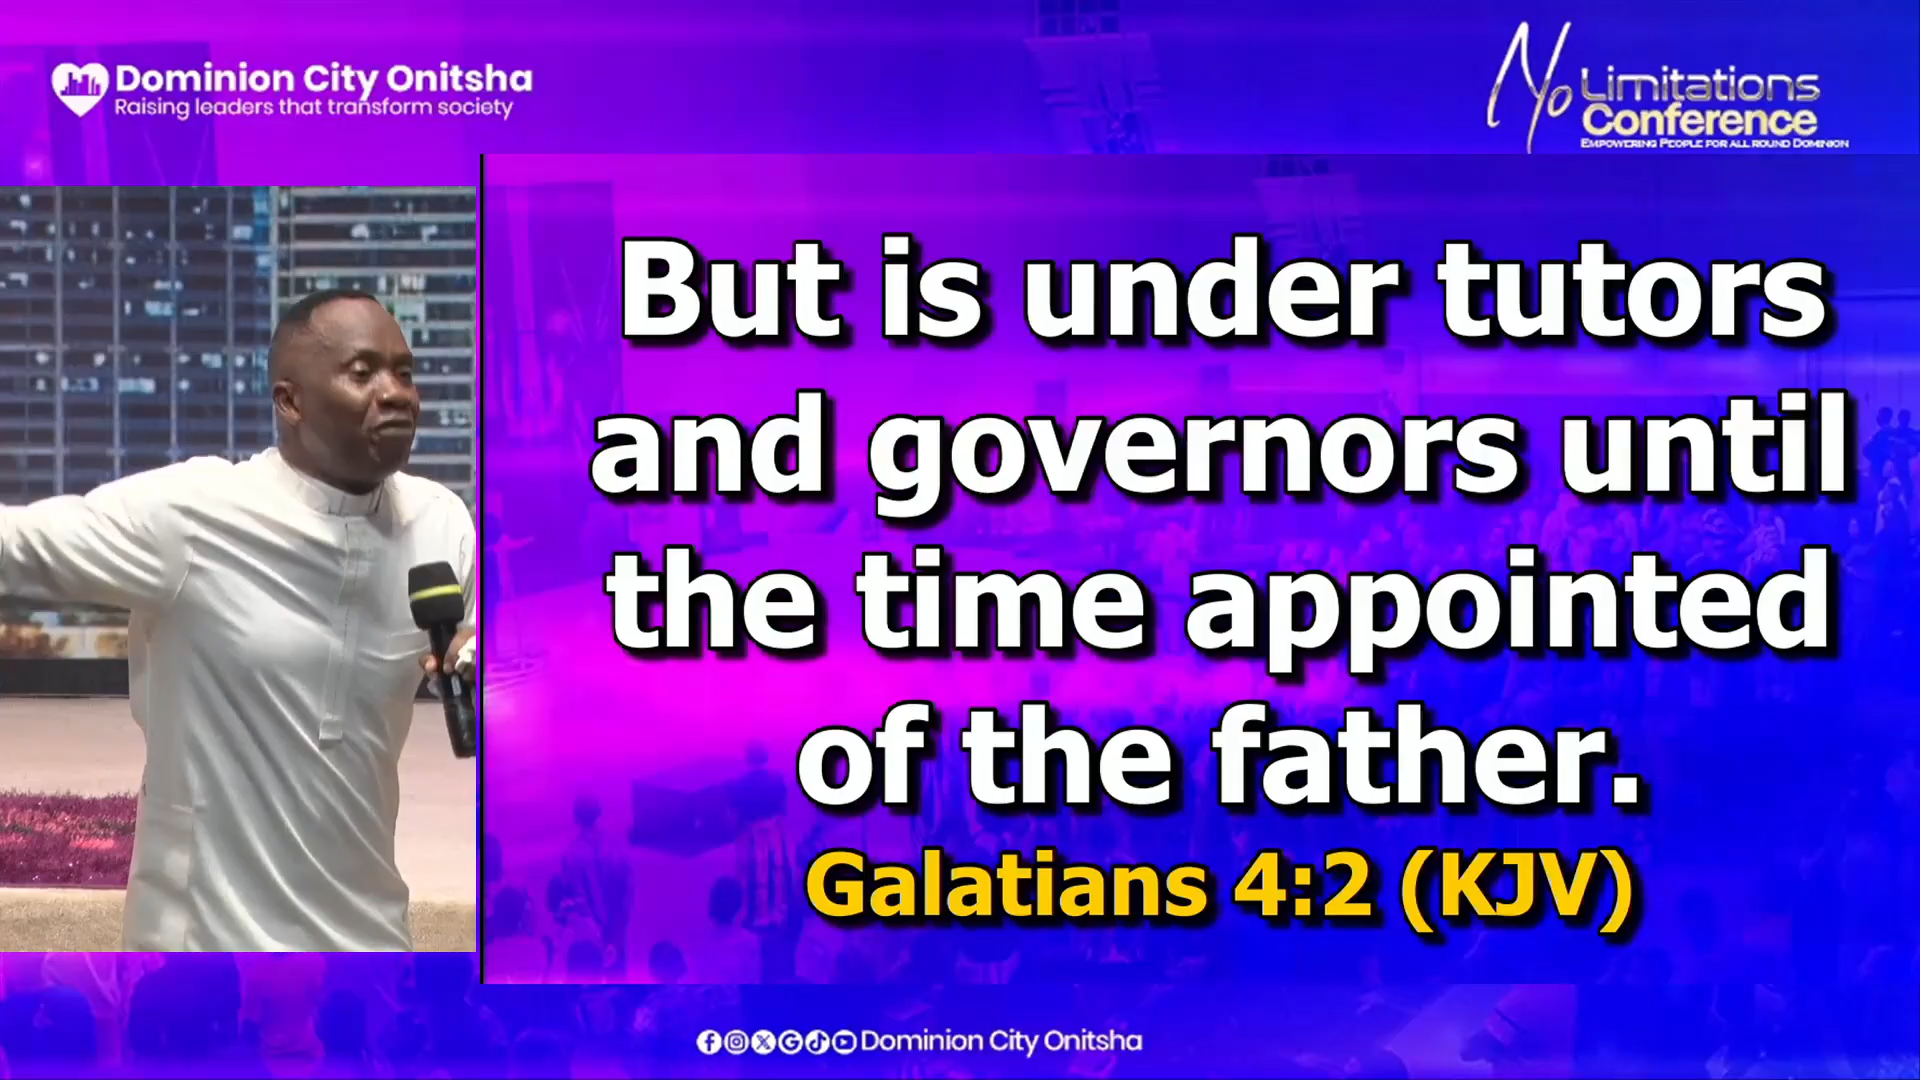 Dominion City Onitsha
Raising leaders that transform society
No Limitations
Conference
EMPOWERING PEOPLE FOR ALL ROUND DOMINION
But is under tutors
and governors until
the time appointed
of the father.
Galatians 4:2 (KJV)
Dominion City Onitsha